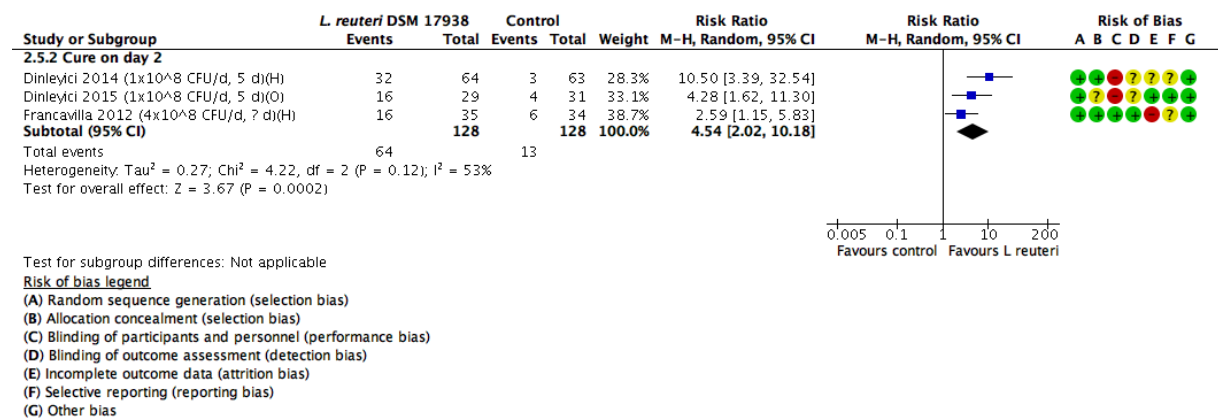 L. reuteri DSM 17938 Control Risk Ratio Risk Ratio Risk of Bias
Study or Subgroup Events Total Events Total Weight M-H, Random, 95% CI M-H, Random, 95% CI A B C D E F G
2.5.2 Cure on day 2
Dinleyici 2014 (1x10^8 CFU/d, 5 d)(H) 32 64 3 63 28.3% 10.50 [3.39, 32.54] + + - ? ? ? +
Dinleyici 2015 (1x10^8 CFU/d, 5 d)(O) 16 29 4 31 33.1% 4.28 [1.62, 11.30] + ? - ? + + +
Francavilla 2012 (4x10^8 CFU/d, ? d)(H) 16 35 6 34 38.7% 2.59 [1.15, 5.83] + + + + - ? +
Subtotal (95% CI) 128 128 100.0% 4.54 [2.02, 10.18]
Total events 64 13
Heterogeneity: Tau² = 0.27; Chi² = 4.22, df = 2 (P = 0.12); I² = 53%
Test for overall effect: Z = 3.67 (P = 0.0002)
0.005 0.1 1 10 200
Favours control Favours L reuteri
Test for subgroup differences: Not applicable
Risk of bias legend
(A) Random sequence generation (selection bias)
(B) Allocation concealment (selection bias)
(C) Blinding of participants and personnel (performance bias)
(D) Blinding of outcome assessment (detection bias)
(E) Incomplete outcome data (attrition bias)
(F) Selective reporting (reporting bias)
(G) Other bias